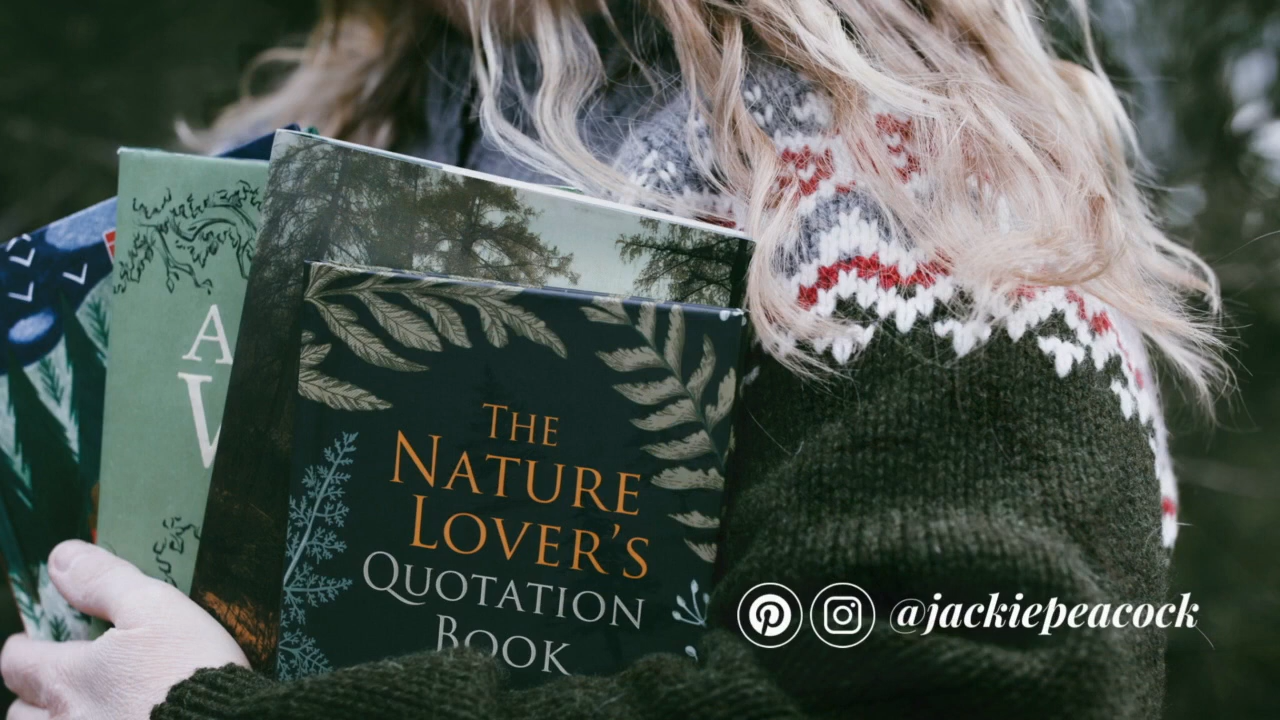 A
THE
NATURE
LOVER'S
QUOTATION
BOOK
@jackiepeacock